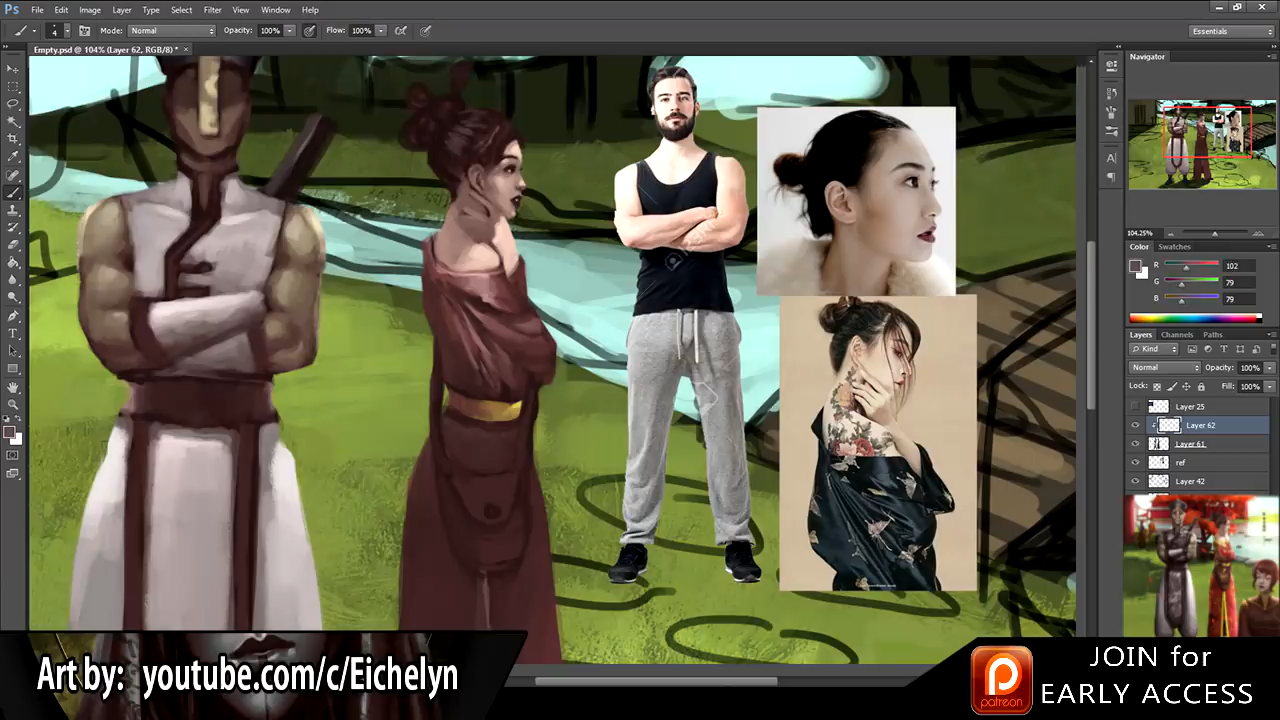 Ps File Edit Image Layer Type Select Filter View Window Help
4 Mode: Normal Opacity: 100% Flow: 100% Essentials
Empty.psd @ 104% (Layer 62, RGB/8) * ×
Navigator
104.25%
Color Swatches
R 102
G 79
B 79
Layers Channels Paths
Kind
Normal Opacity: 100%
Lock: Fill: 100%
Layer 25
Layer 62
Layer 61
ref
Layer 42
Art by: youtube.com/c/Eichelyn
patreon
JOIN for
EARLY ACCESS